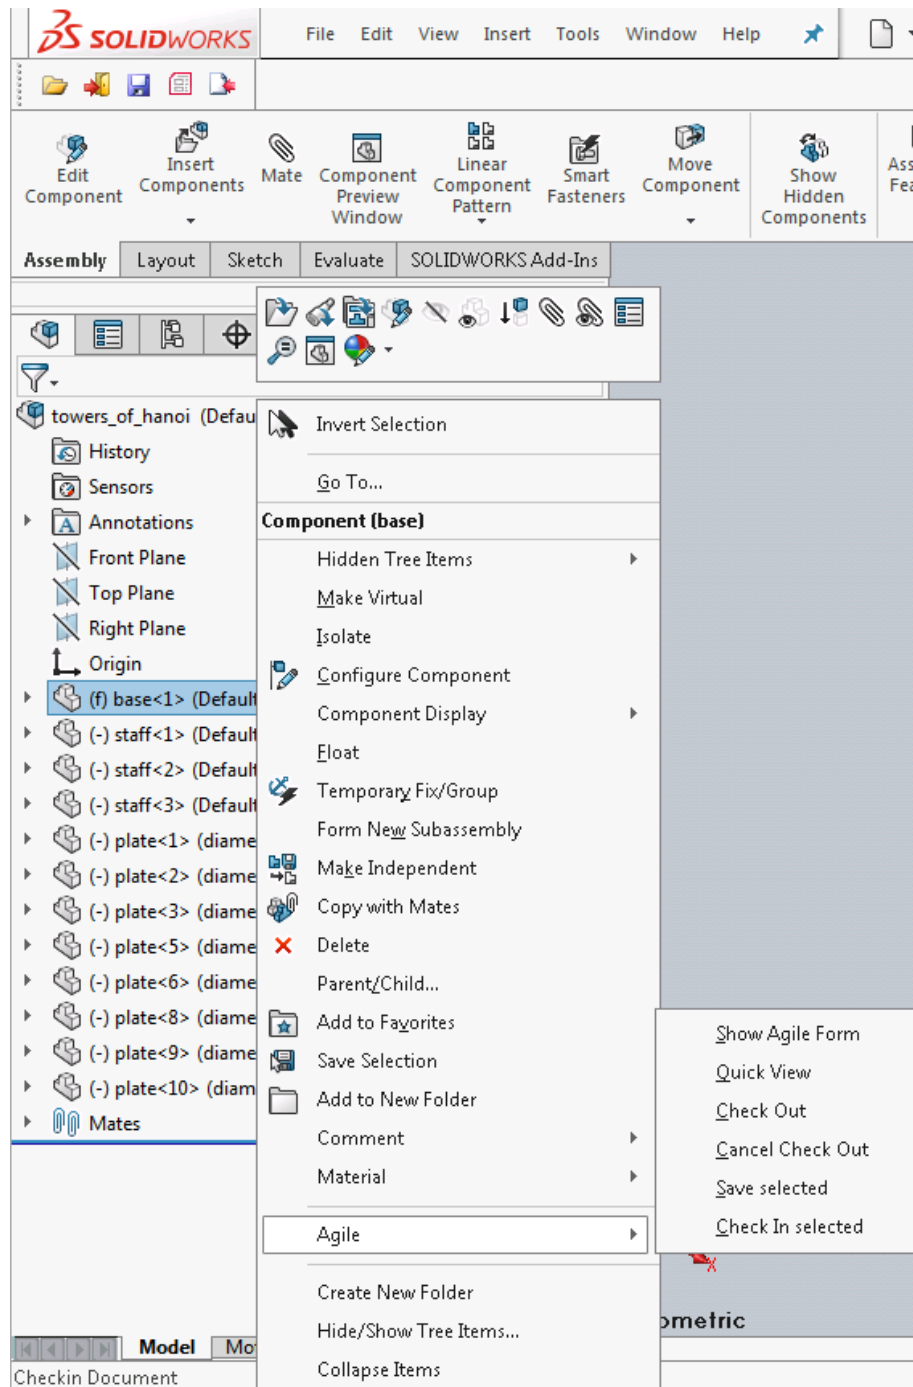 SOLIDWORKS File Edit View Insert Tools Window Help
Edit Component
Insert Components
Mate
Component Preview Window
Linear Component Pattern
Smart Fasteners
Move Component
Show Hidden Components
Ass
Fea
Assembly Layout Sketch Evaluate SOLIDWORKS Add-Ins
towers_of_hanoi (Defau
History
Sensors
Annotations
Front Plane
Top Plane
Right Plane
Origin
(f) base<1> (Default
(-) staff<1> (Default
(-) staff<2> (Default
(-) staff<3> (Default
(-) plate<1> (diame
(-) plate<2> (diame
(-) plate<3> (diame
(-) plate<5> (diame
(-) plate<6> (diame
(-) plate<8> (diame
(-) plate<9> (diame
(-) plate<10> (diam
Mates
Invert Selection
Go To...
Component (base)
Hidden Tree Items
Make Virtual
Isolate
Configure Component
Component Display
Float
Temporary Fix/Group
Form New Subassembly
Make Independent
Copy with Mates
Delete
Parent/Child...
Add to Favorites
Save Selection
Add to New Folder
Comment
Material
Agile
Create New Folder
Hide/Show Tree Items...
Collapse Items
Show Agile Form
Quick View
Check Out
Cancel Check Out
Save selected
Check In selected
X
ometric
Model Mo
Checkin Document